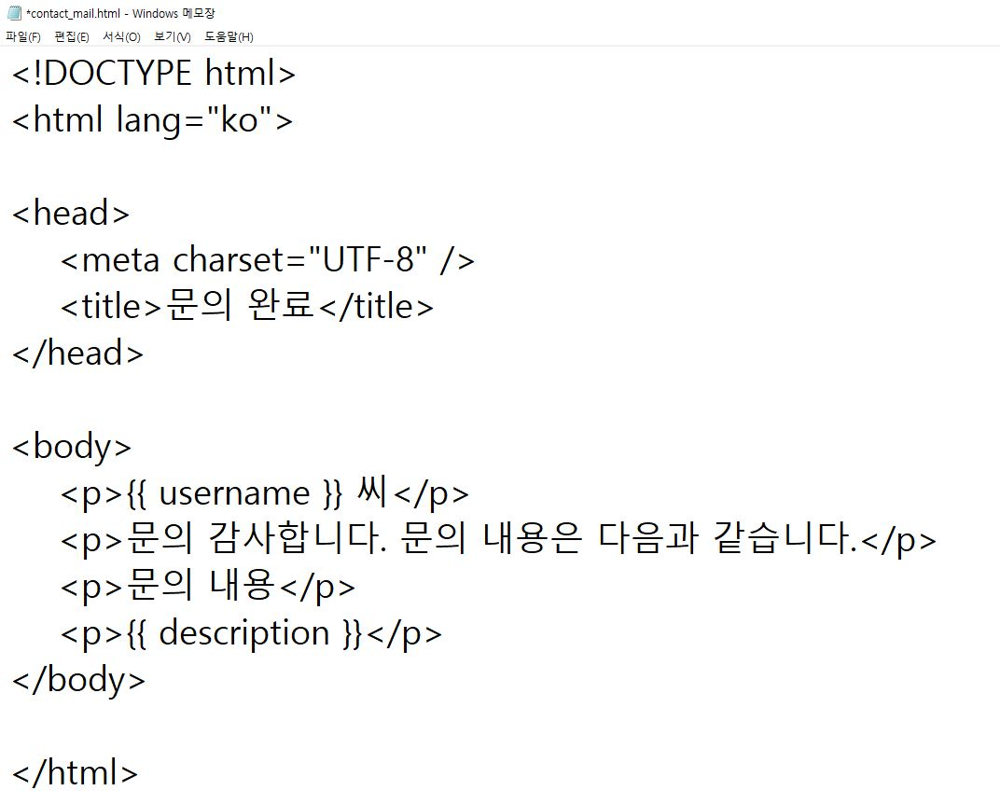 *contact_mail.html - Windows 메모장
파일(F) 편집(E) 서식(O) 보기(V) 도움말(H)
<!DOCTYPE html>
<html lang="ko">
<head>
<meta charset="UTF-8" />
<title>문의 완료</title>
</head>
<body>
<p>{{ username }} 씨</p>
<p>문의 감사합니다. 문의 내용은 다음과 같습니다.</p>
<p>문의 내용</p>
<p>{{ description }}</p>
</body>
</html>